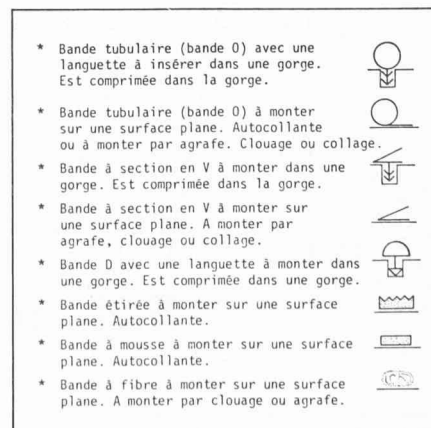 * Bande tubulaire (bande O) avec une
languette à insérer dans une gorge.
Est comprimée dans la gorge.
* Bande tubulaire (bande O) à monter
sur une surface plane. Autocollante
ou à monter par agrafe. Clouage ou collage.
* Bande à section en V à monter dans une
gorge. Est comprimée dans la gorge.
* Bande à section en V à monter sur
une surface plane. A monter par
agrafe, clouage ou collage.
* Bande D avec une languette à monter dans
une gorge. Est comprimée dans une gorge.
* Bande étirée à monter sur une surface
plane. Autocollante.
* Bande à mousse à monter sur une surface
plane. Autocollante.
* Bande à fibre à monter sur une surface
plane. A monter par clouage ou agrafe.